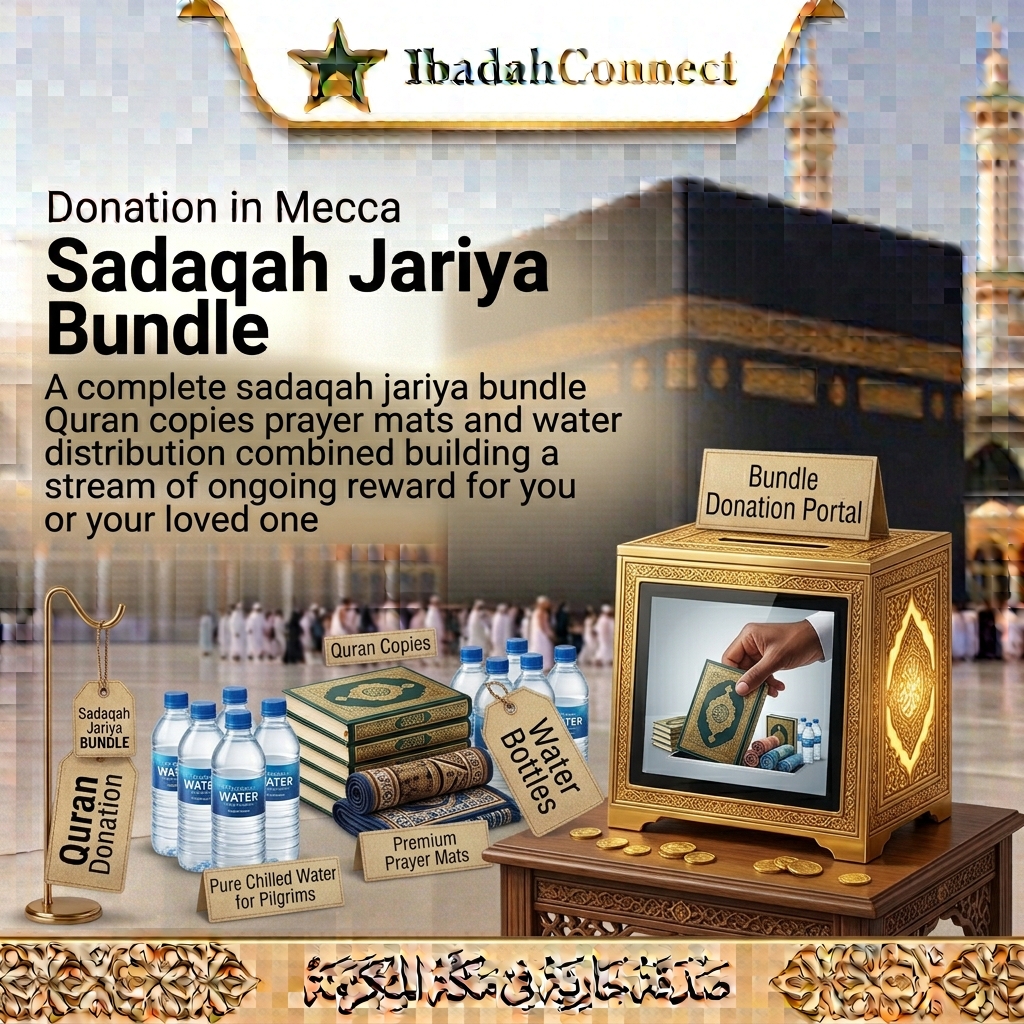 IbadahConnect
Donation in Mecca
Sadaqah Jariya
Bundle
A complete sadaqah jariya bundle
Quran copies prayer mats and water
distribution combined building a
stream of ongoing reward for you
or your loved one
Bundle
Donation Portal
Quran Copies
Sadaqah
Jariya
BUNDLE
Quran
Donation
WATER
WATER
WATER
Water
Bottles
Premium
Prayer Mats
Pure Chilled Water
for Pilgrims
صدقة جارية في مكة المكرمة